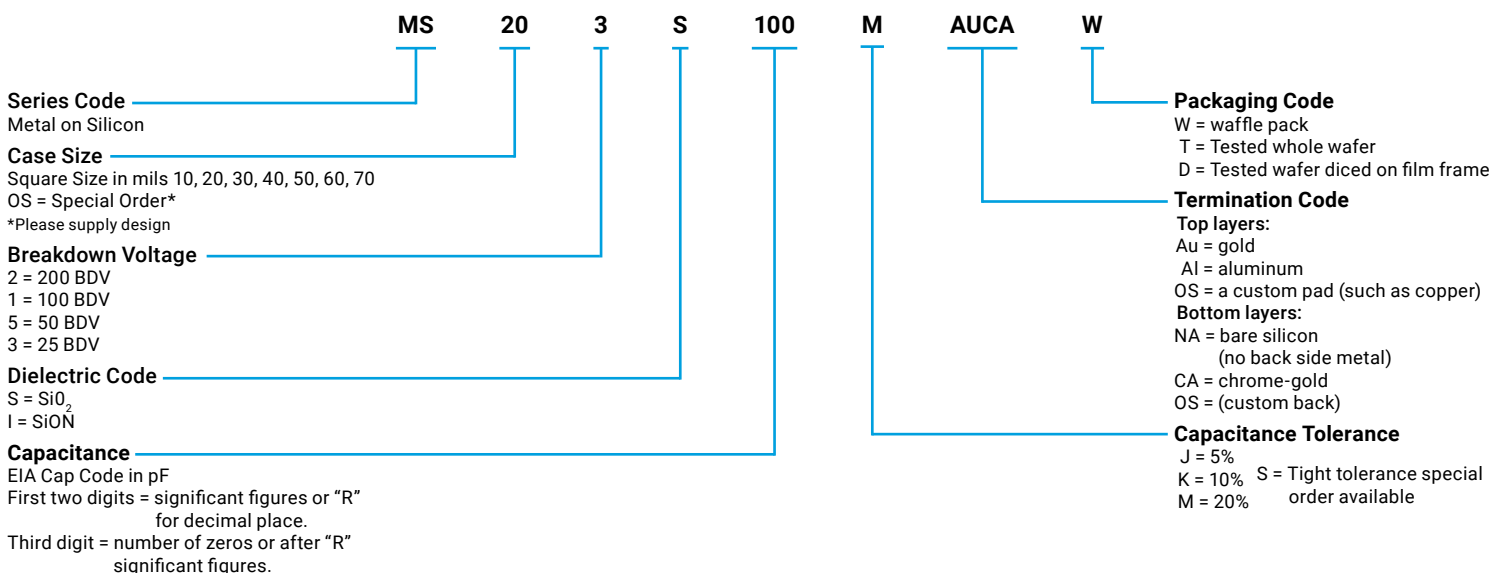 MS 20 3 S 100 M AUCA W
Series Code
Metal on Silicon
Case Size
Square Size in mils 10, 20, 30, 40, 50, 60, 70
OS = Special Order*
*Please supply design
Breakdown Voltage
2 = 200 BDV
1 = 100 BDV
5 = 50 BDV
3 = 25 BDV
Dielectric Code
S = Si0₂
I = SiON
Capacitance
EIA Cap Code in pF
First two digits = significant figures or “R”
for decimal place.
Third digit = number of zeros or after “R”
significant figures.
Packaging Code
W = waffle pack
T = Tested whole wafer
D = Tested wafer diced on film frame
Termination Code
Top layers:
Au = gold
Al = aluminum
OS = a custom pad (such as copper)
Bottom layers:
NA = bare silicon
(no back side metal)
CA = chrome-gold
OS = (custom back)
Capacitance Tolerance
J = 5%
K = 10%
M = 20%
S = Tight tolerance special
order available